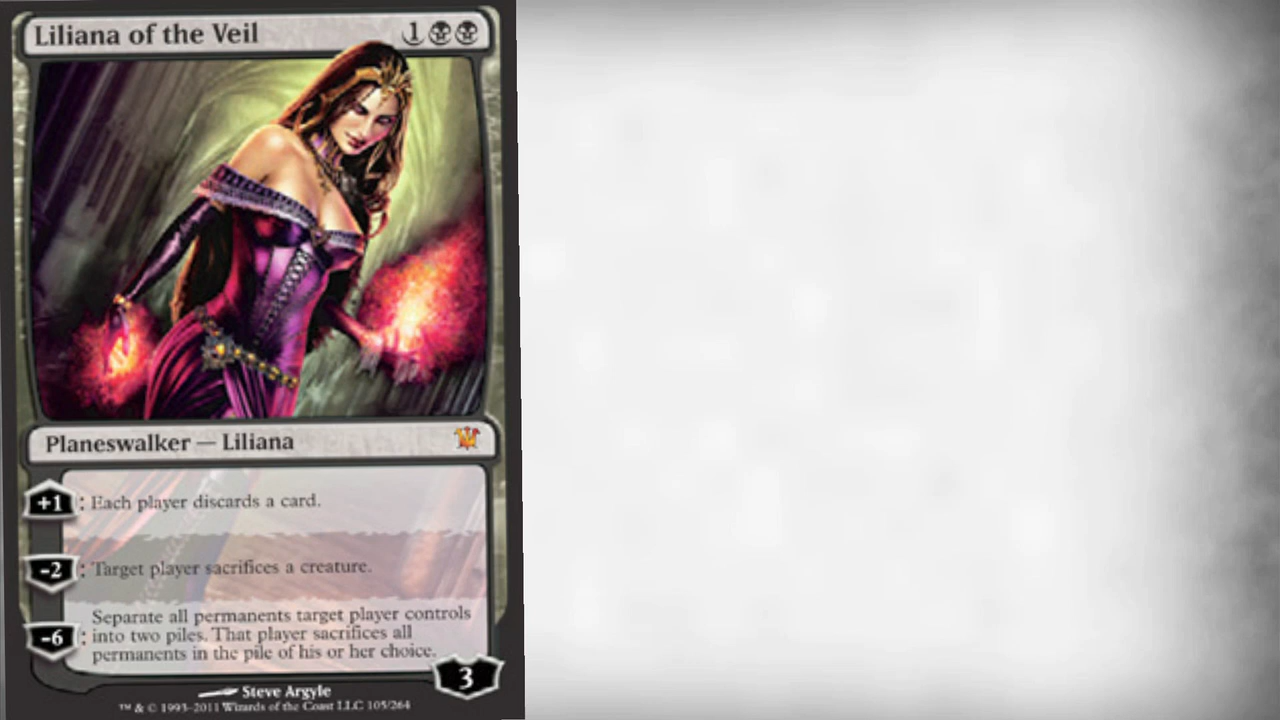 Liliana of the Veil 1
Planeswalker — Liliana
+1 : Each player discards a card.
-2 : Target player sacrifices a creature.
Separate all permanents target player controls
-6 : into two piles. That player sacrifices all
permanents in the pile of his or her choice.
3
Steve Argyle
™ & © 1993–2011 Wizards of the Coast LLC 105/264